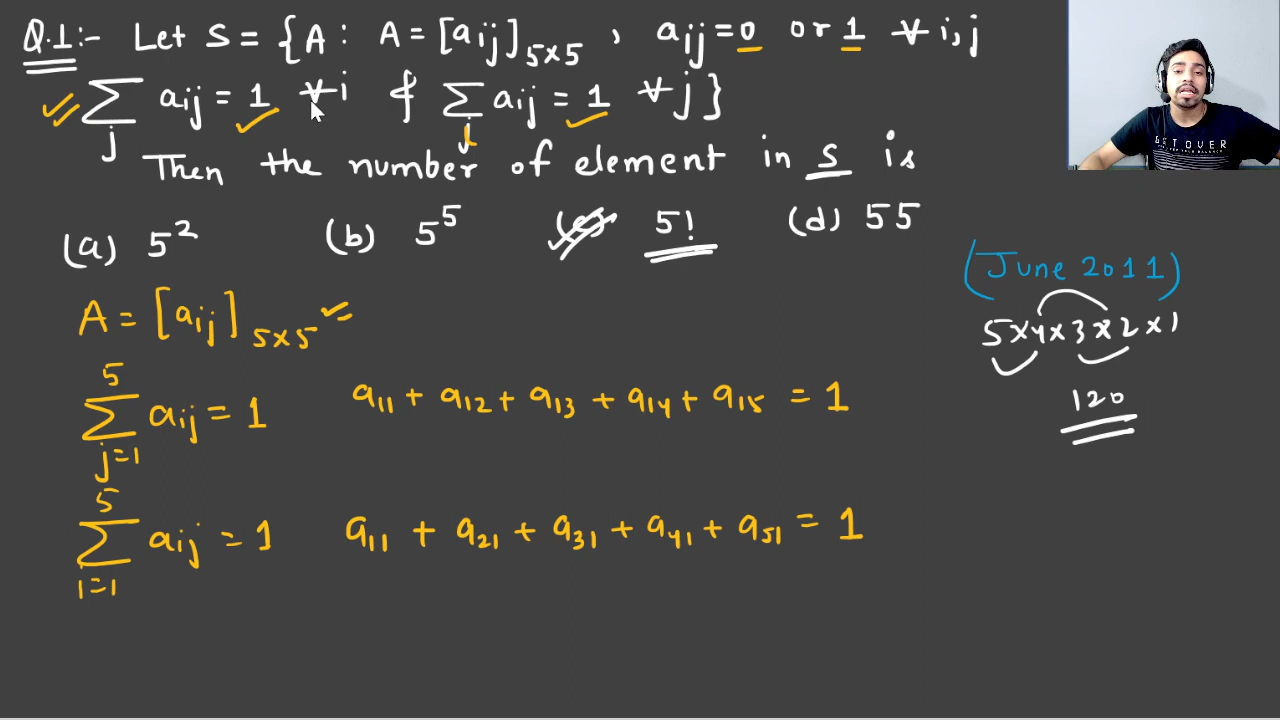 Q.1:- Let S = {A : A = [aij]5×5 , aij = 0 or 1 ∀ i,j
∑j aij = 1 ∀ i & ∑i aij = 1 ∀ j}
Then the number of element in S is
(a) 5² (b) 5⁵ (c) 5! (d) 55
(June 2011)
A = [aij]5×5
5×4×3×2×1
120
5
∑ aij = 1 a11 + a12 + a13 + a14 + a15 = 1
j=1
5
∑ aij = 1 a11 + a21 + a31 + a41 + a51 = 1
i=1
GET OVER